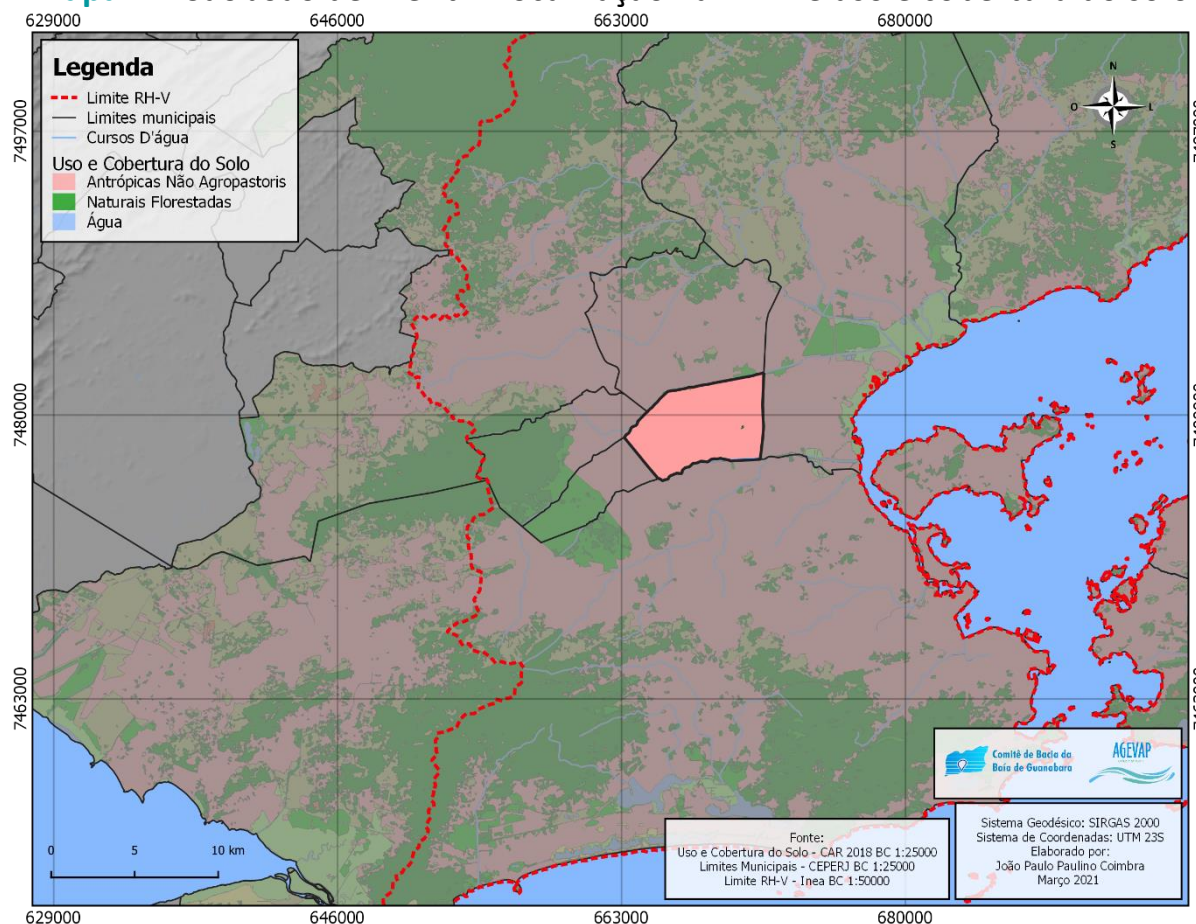 629000 646000 663000 680000
Legenda
Limite RH-V
Limites municipais
Cursos D'água
Uso e Cobertura do Solo
Antrópicas Não Agropastoris
Naturais Florestadas
Água
N
O L
S
7497000
7480000
7463000
0 5 10 km
Comitê de Bacia da
Baía de Guanabara
AGEVAP
Fonte:
Uso e Cobertura do Solo - CAR 2018 BC 1:25000
Limites Municipais - CEPERJ BC 1:25000
Limite RH-V - Inea BC 1:50000
Sistema Geodésico: SIRGAS 2000
Sistema de Coordenadas: UTM 23S
Elaborado por:
João Paulo Paulino Coimbra
Março 2021
629000 646000 663000 680000